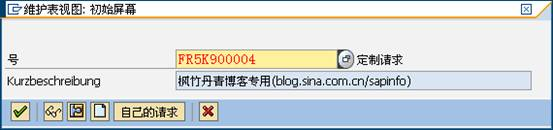 维护表视图: 初始屏幕
号 FR5K900004 定制请求
Kurzbeschreibung 枫竹丹青博客专用(blog.sina.com.cn/sapinfo)
自己的请求